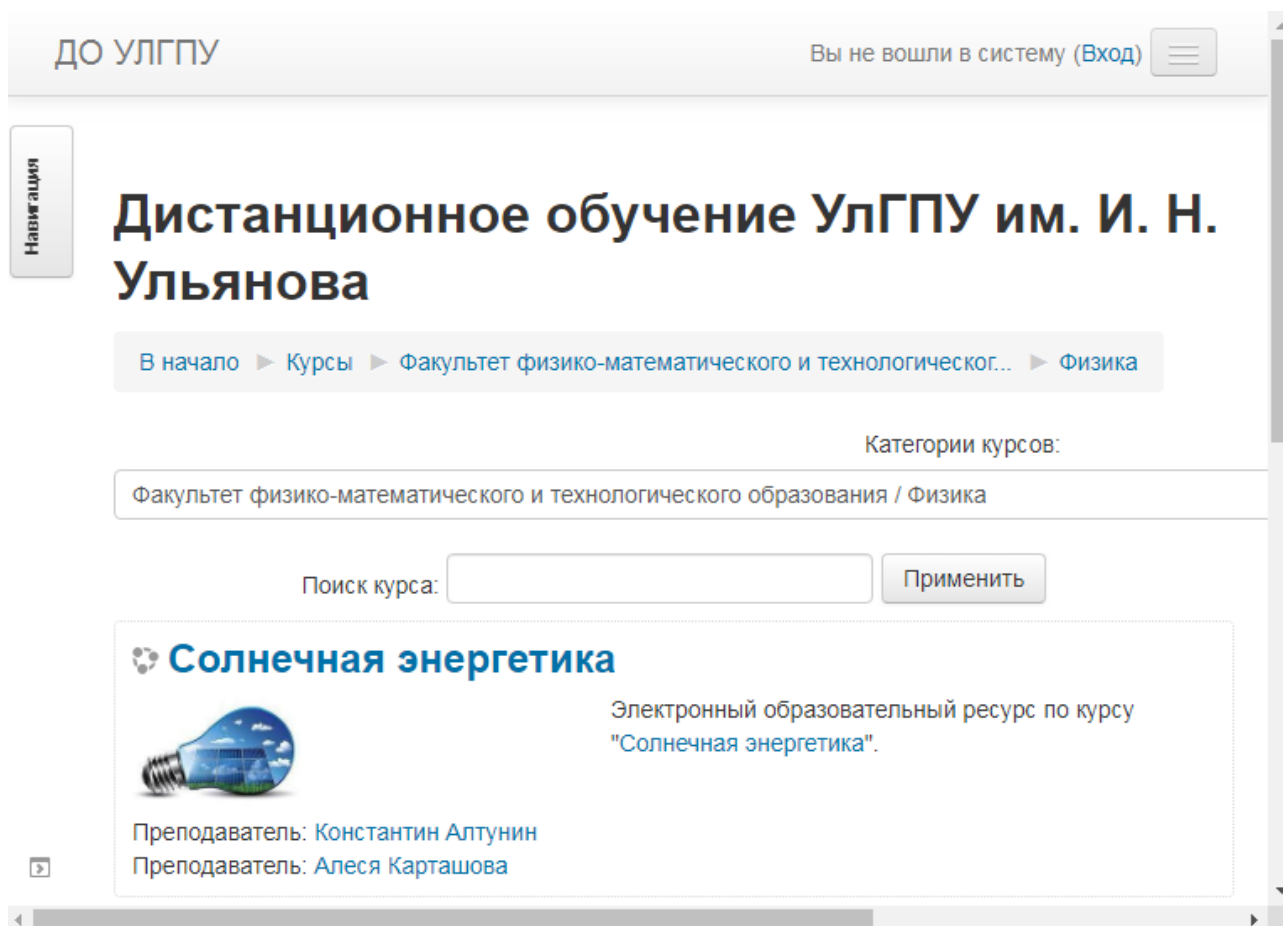 ДО УЛГПУ
Вы не вошли в систему (Вход)
Навигация
Дистанционное обучение УлГПУ им. И. Н.
Ульянова
В начало ► Курсы ► Факультет физико-математического и технологическог... ► Физика
Категории курсов:
Факультет физико-математического и технологического образования / Физика
Поиск курса:
Применить
Солнечная энергетика
Электронный образовательный ресурс по курсу
"Солнечная энергетика".
Преподаватель: Константин Алтунин
Преподаватель: Алеся Карташова